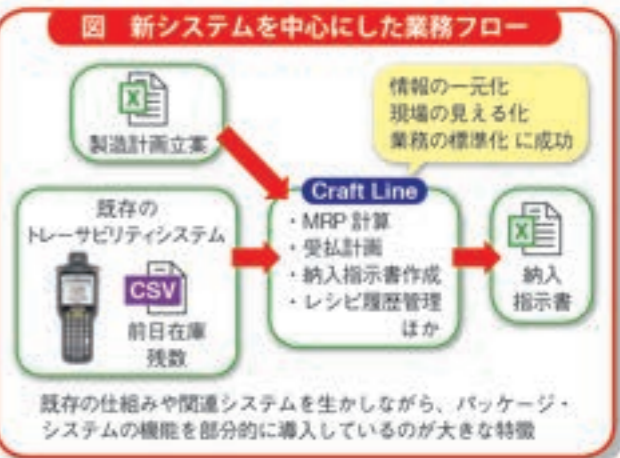 図 新システムを中心にした業務フロー
製造計画立案
情報の一元化
現場の見える化
業務の標準化 に成功
既存の
トレーサビリティシステム
CSV
前日在庫
残数
Craft Line
・MRP 計算
・受払計画
・納入指示書作成
・レシピ履歴管理
ほか
納入
指示書
既存の仕組みや関連システムを生かしながら、パッケージ・
システムの機能を部分的に導入しているのが大きな特徴